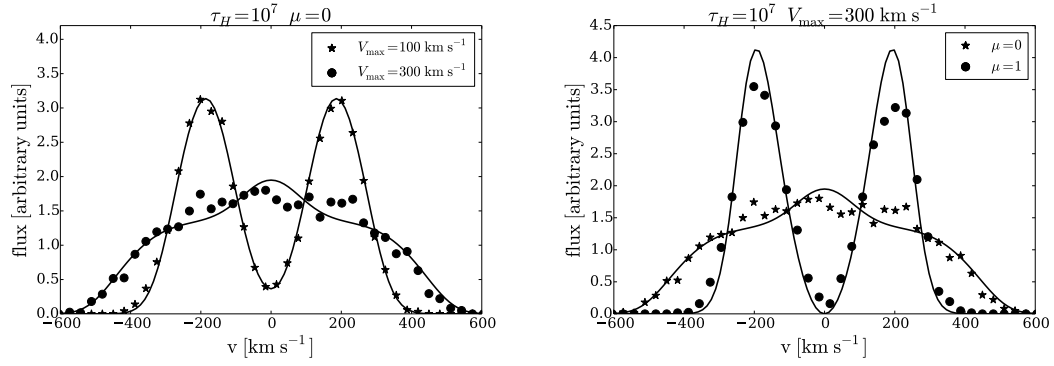 τ_H=10^7 μ=0
4.0
3.5
3.0
2.5
2.0
1.5
1.0
0.5
0.0
flux [arbitrary units]
V_max=100 km s^−1
V_max=300 km s^−1
−600 −400 −200 0 200 400 600
v [km s^−1]
τ_H=10^7 V_max=300 km s^−1
4.5
4.0
3.5
3.0
2.5
2.0
1.5
1.0
0.5
0.0
flux [arbitrary units]
μ=0
μ=1
−600 −400 −200 0 200 400 600
v [km s^−1]